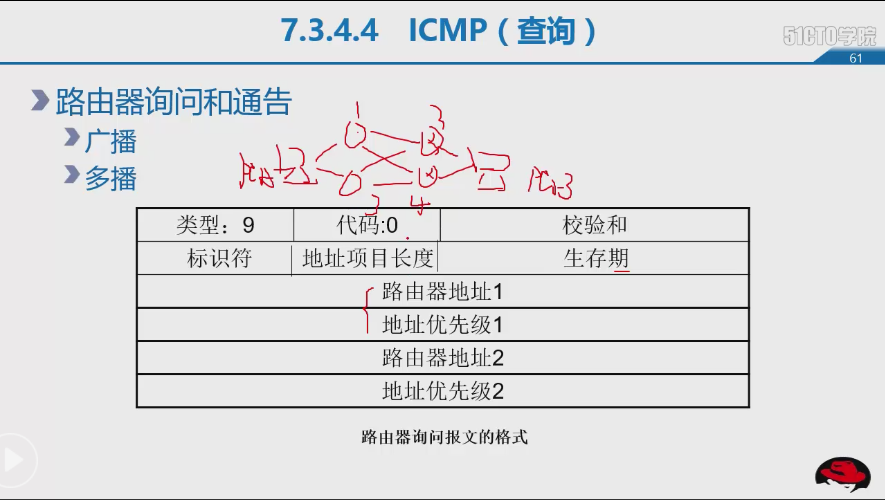 7.3.4.4 ICMP（查询）
51CTO学院
61
路由器询问和通告
广播
多播
1
3
3 4
类型：9 代码:0 校验和
标识符 地址项目长度 生存期
路由器地址1
地址优先级1
路由器地址2
地址优先级2
路由器询问报文的格式